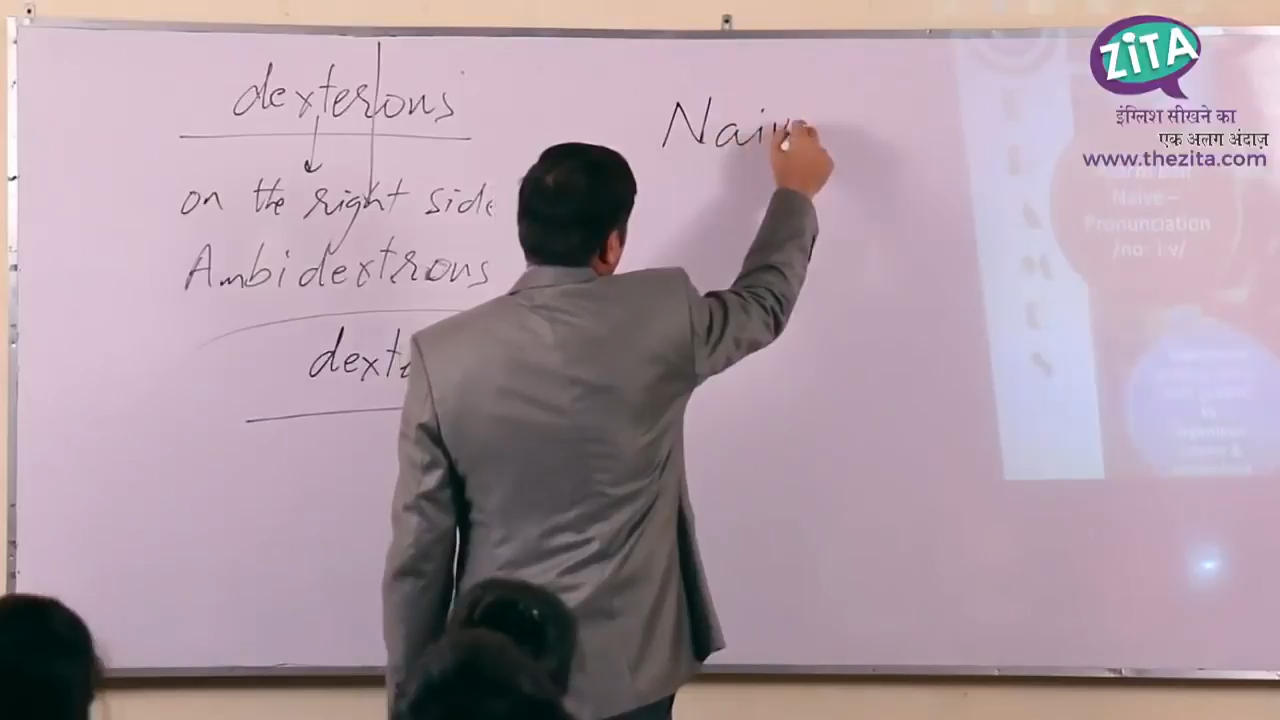 dexterous
on the right side
Ambidextrous
dext
Naiv
ZiTA
इंग्लिश सीखने का
एक अलग अंदाज़
www.thezita.com
Naive –
Pronunciation